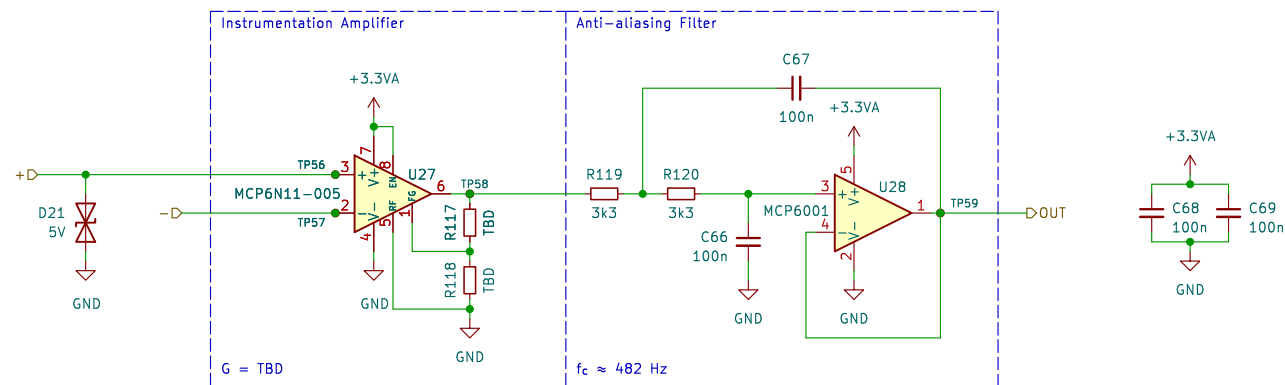 Instrumentation Amplifier
Anti-aliasing Filter
C67
100n
+3.3VA
+3.3VA
+3.3VA
+
TP56
3
+
7
V+
8
EN
U27
MCP6N11-005
6
TP58
-
2
TP57
−
V-
4
5
RF
1
FG
D21
5V
GND
GND
R117
TBD
R118
TBD
GND
R119
3k3
R120
3k3
C66
100n
GND
3
+
5
V+
U28
MCP6001
4
−
V-
2
1
TP59
OUT
GND
C68
100n
C69
100n
GND
G = TBD
fc ≈ 482 Hz